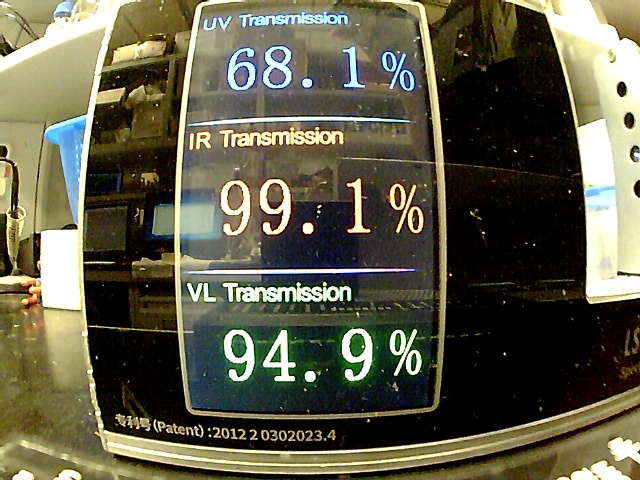 UV Transmission
68.1%
IR Transmission
99.1%
VL Transmission
94.9%
专利号(Patent):2012 2 0302023.4
LS